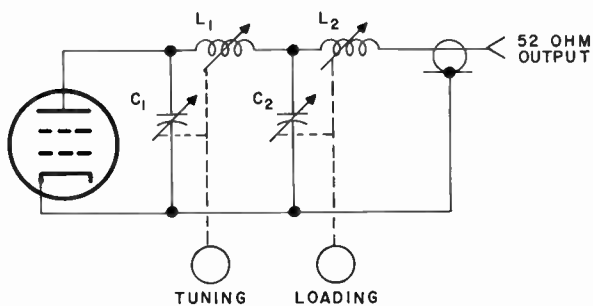 L1 L2
52 OHM
OUTPUT
C1 C2
TUNING LOADING